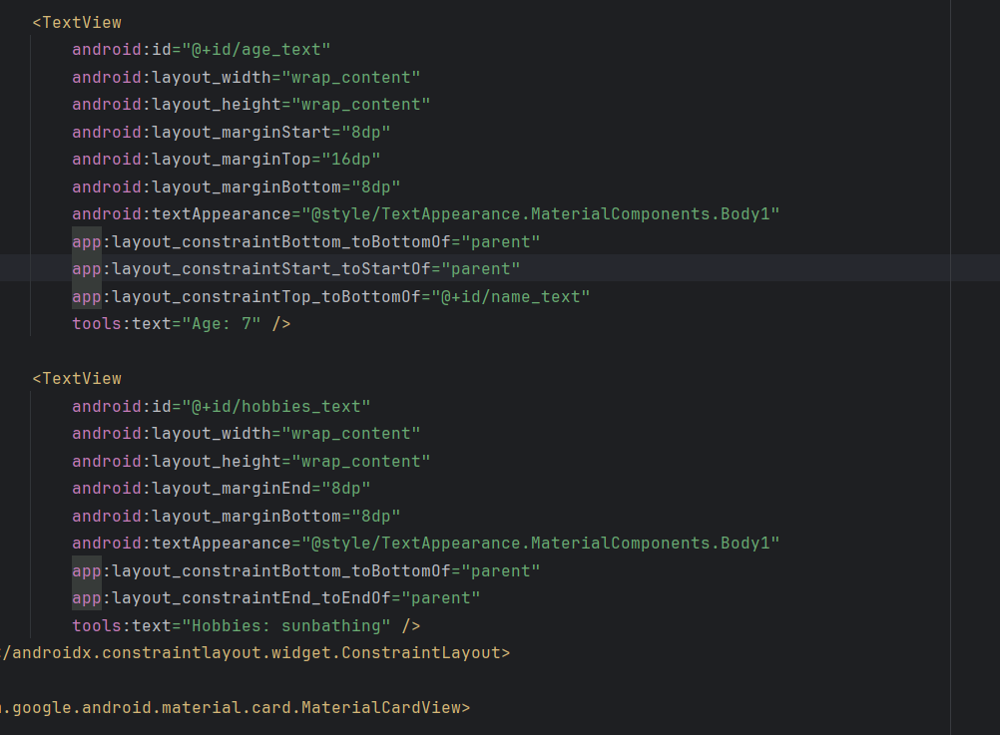 <TextView
android:id="@+id/age_text"
android:layout_width="wrap_content"
android:layout_height="wrap_content"
android:layout_marginStart="8dp"
android:layout_marginTop="16dp"
android:layout_marginBottom="8dp"
android:textAppearance="@style/TextAppearance.MaterialComponents.Body1"
app:layout_constraintBottom_toBottomOf="parent"
app:layout_constraintStart_toStartOf="parent"
app:layout_constraintTop_toBottomOf="@+id/name_text"
tools:text="Age: 7" />
<TextView
android:id="@+id/hobbies_text"
android:layout_width="wrap_content"
android:layout_height="wrap_content"
android:layout_marginEnd="8dp"
android:layout_marginBottom="8dp"
android:textAppearance="@style/TextAppearance.MaterialComponents.Body1"
app:layout_constraintBottom_toBottomOf="parent"
app:layout_constraintEnd_toEndOf="parent"
tools:text="Hobbies: sunbathing" />
</androidx.constraintlayout.widget.ConstraintLayout>
.google.android.material.card.MaterialCardView>